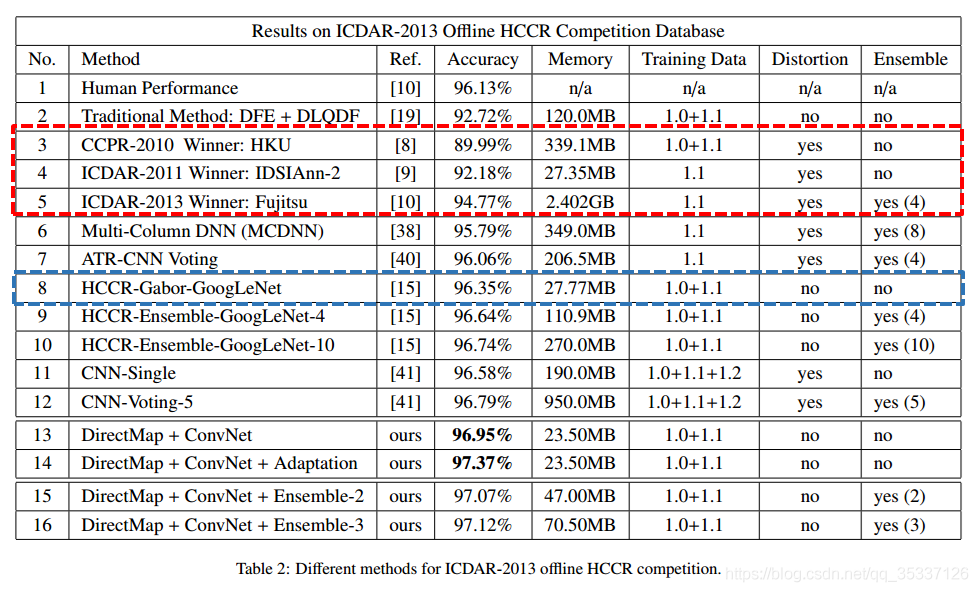 Results on ICDAR-2013 Offline HCCR Competition Database
No. Method Ref. Accuracy Memory Training Data Distortion Ensemble
1 Human Performance [10] 96.13% n/a n/a n/a n/a
2 Traditional Method: DFE + DLQDF [19] 92.72% 120.0MB 1.0+1.1 no no
3 CCPR-2010 Winner: HKU [8] 89.99% 339.1MB 1.0+1.1 yes no
4 ICDAR-2011 Winner: IDSIAnn-2 [9] 92.18% 27.35MB 1.1 yes no
5 ICDAR-2013 Winner: Fujitsu [10] 94.77% 2.402GB 1.1 yes yes (4)
6 Multi-Column DNN (MCDNN) [38] 95.79% 349.0MB 1.1 yes yes (8)
7 ATR-CNN Voting [40] 96.06% 206.5MB 1.1 yes yes (4)
8 HCCR-Gabor-GoogLeNet [15] 96.35% 27.77MB 1.0+1.1 no no
9 HCCR-Ensemble-GoogLeNet-4 [15] 96.64% 110.9MB 1.0+1.1 no yes (4)
10 HCCR-Ensemble-GoogLeNet-10 [15] 96.74% 270.0MB 1.0+1.1 no yes (10)
11 CNN-Single [41] 96.58% 190.0MB 1.0+1.1+1.2 yes no
12 CNN-Voting-5 [41] 96.79% 950.0MB 1.0+1.1+1.2 yes yes (5)
13 DirectMap + ConvNet ours 96.95% 23.50MB 1.0+1.1 no no
14 DirectMap + ConvNet + Adaptation ours 97.37% 23.50MB 1.0+1.1 no no
15 DirectMap + ConvNet + Ensemble-2 ours 97.07% 47.00MB 1.0+1.1 no yes (2)
16 DirectMap + ConvNet + Ensemble-3 ours 97.12% 70.50MB 1.0+1.1 no yes (3)
Table 2: Different methods for ICDAR-2013 offline HCCR competition.
https://blog.csdn.net/qq_35337126